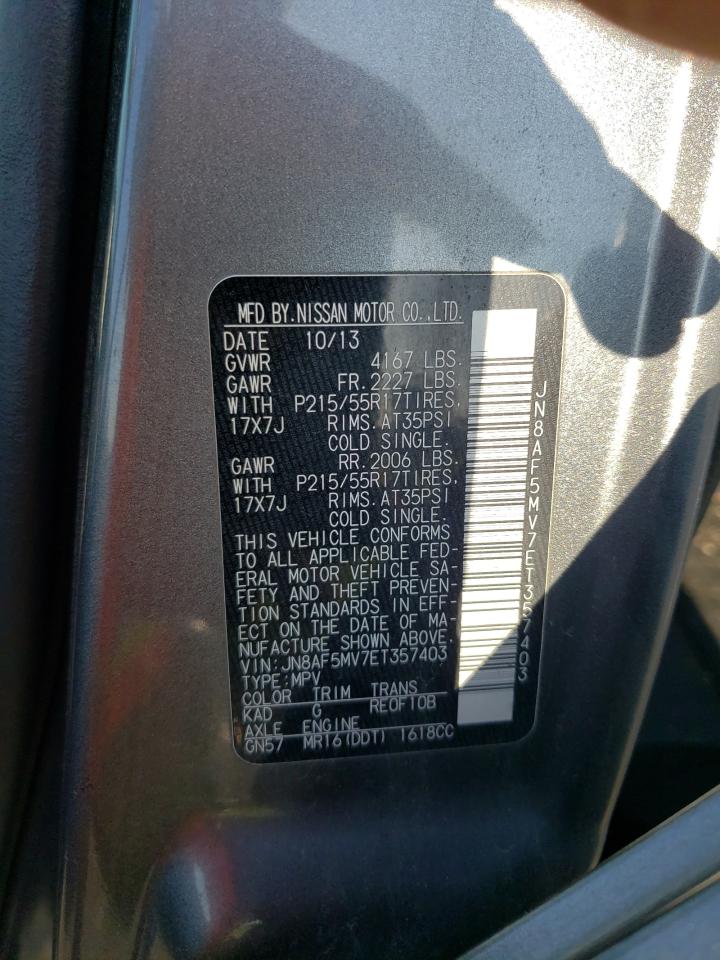 MFD BY.NISSAN MOTOR CO.,LTD.
DATE 10/13
GVWR 4167 LBS.
GAWR FR.2227 LBS.
WITH P215/55R17TIRES,
17X7J RIMS.AT35PSI
COLD SINGLE.
GAWR RR.2006 LBS.
WITH P215/55R17TIRES,
17X7J RIMS.AT35PSI
COLD SINGLE.
THIS VEHICLE CONFORMS
TO ALL APPLICABLE FED-
ERAL MOTOR VEHICLE SA-
FETY AND THEFT PREVEN-
TION STANDARDS IN EFF-
ECT ON THE DATE OF MA-
NUFACTURE SHOWN ABOVE.
VIN:JN8AF5MV7ET357403
TYPE:MPV
COLOR TRIM TRANS
KAD G REOF10B
AXLE ENGINE
GN57 MR16(DDT) 1618CC
JN8AF5MV7ET357403